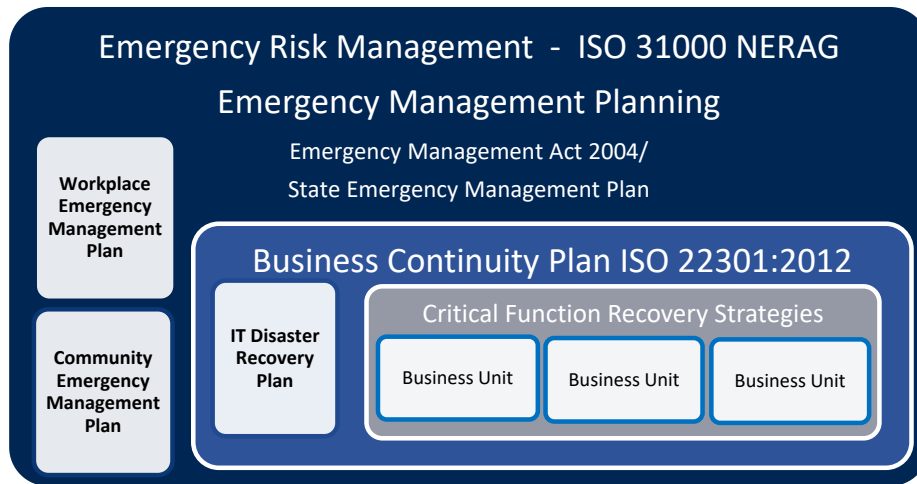 Emergency Risk Management - ISO 31000 NERAG
Emergency Management Planning
Emergency Management Act 2004/
State Emergency Management Plan
Workplace
Emergency
Management
Plan
Community
Emergency
Management
Plan
Business Continuity Plan ISO 22301:2012
IT Disaster
Recovery
Plan
Critical Function Recovery Strategies
Business Unit
Business Unit
Business Unit